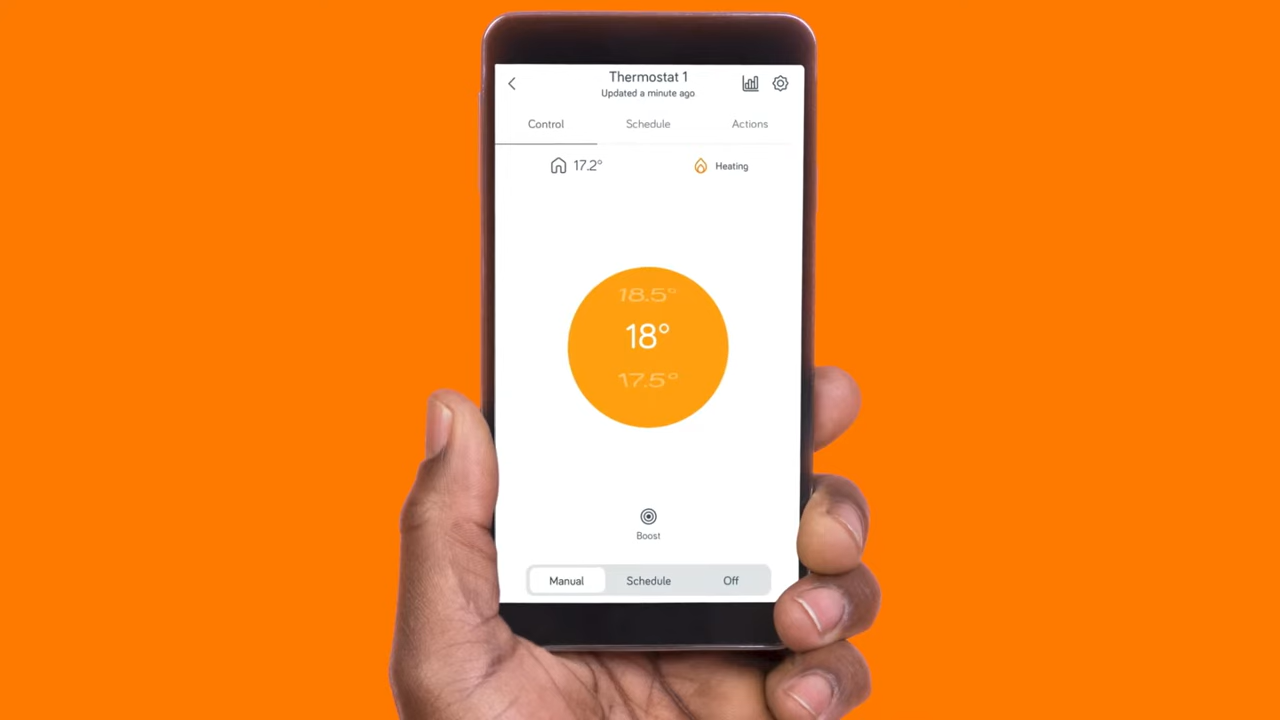 Thermostat 1
Updated a minute ago
Control Schedule Actions
17.2° Heating
18.5°
18°
17.5°
Boost
Manual Schedule Off